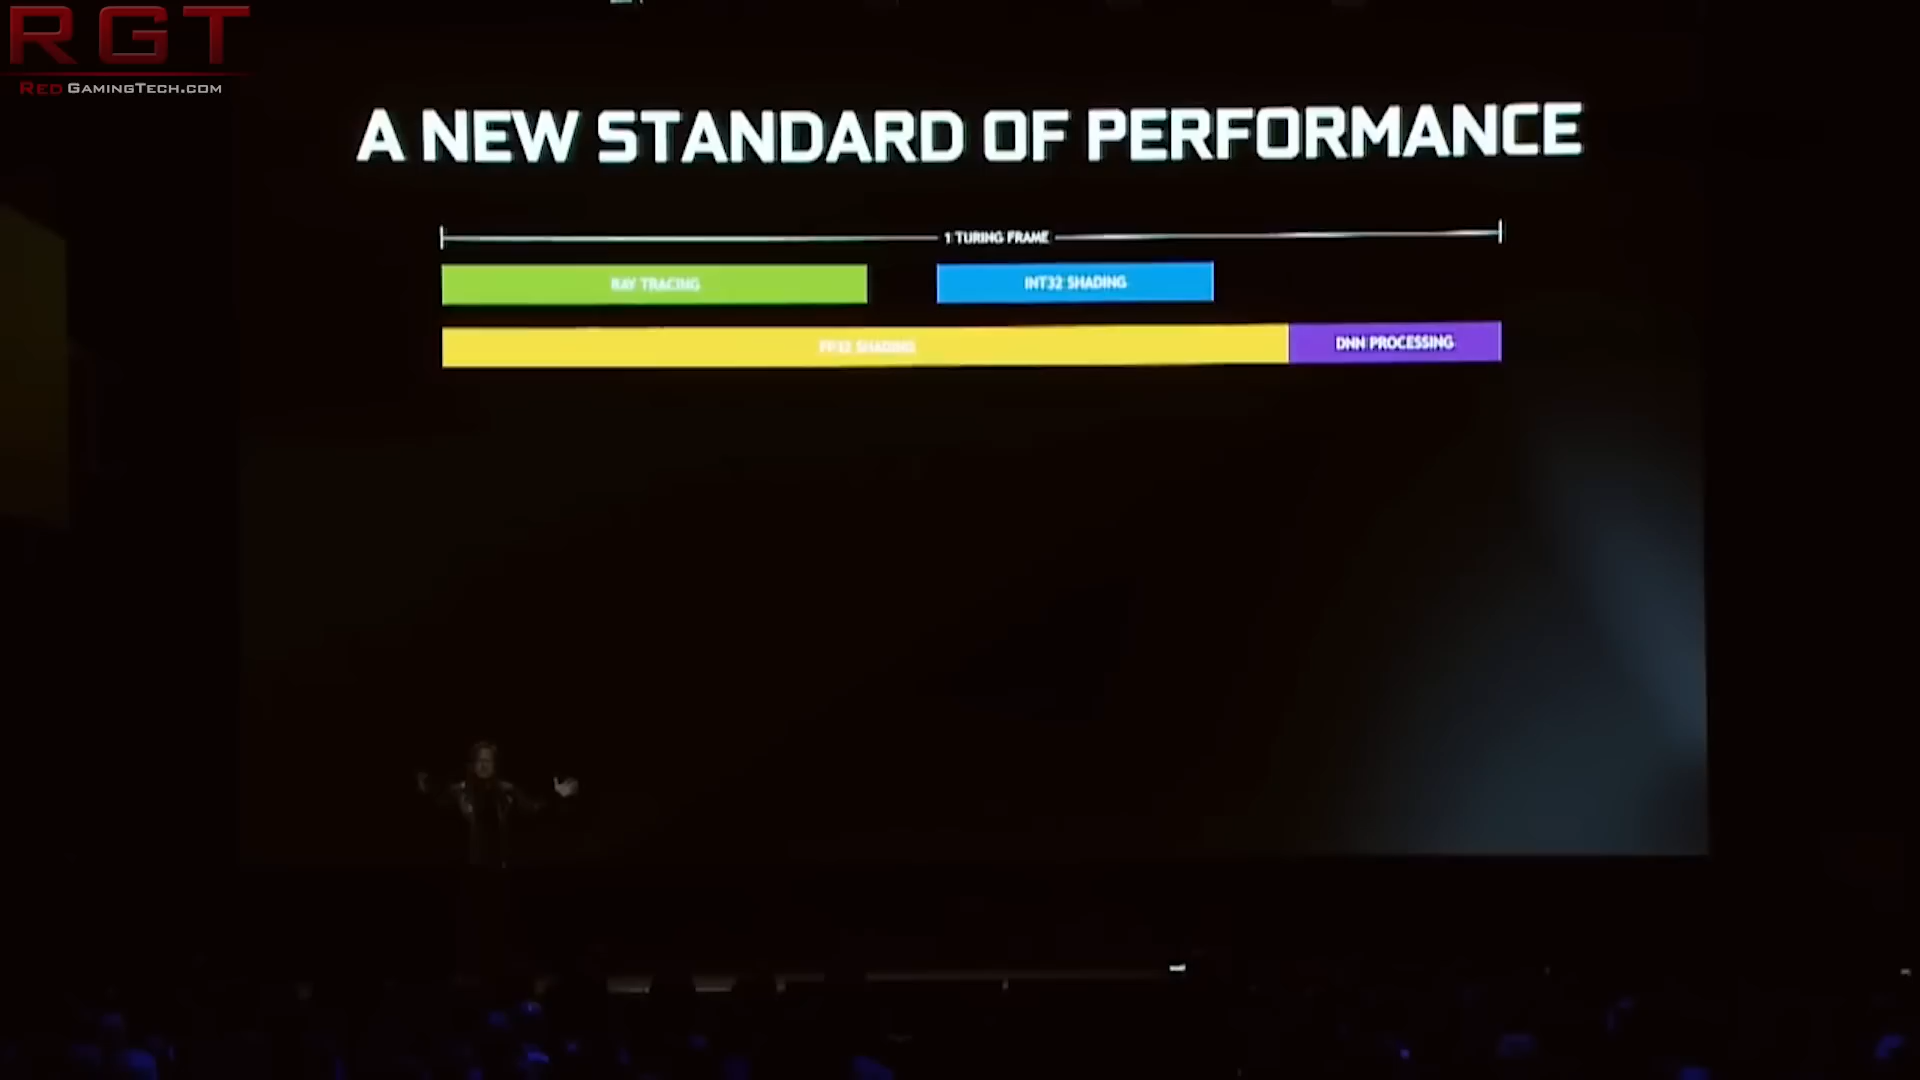 RGT
RedGamingTech.com
A NEW STANDARD OF PERFORMANCE
1 TURING FRAME
RAY TRACING
INT32 SHADING
FP32 SHADING
DNN PROCESSING